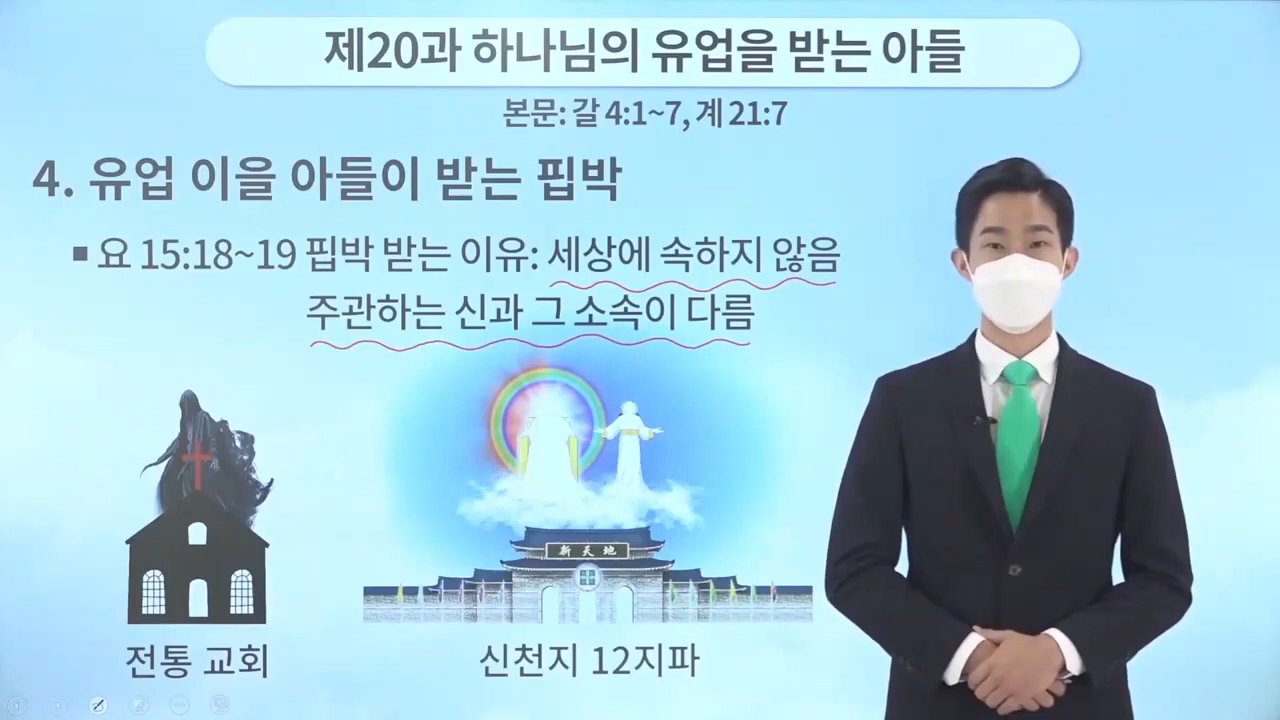 제20과 하나님의 유업을 받는 아들
본문: 갈 4:1~7, 계 21:7
4. 유업 이을 아들이 받는 핍박
▪ 요 15:18~19 핍박 받는 이유: 세상에 속하지 않음
주관하는 신과 그 소속이 다름
新天地
전통 교회
신천지 12지파